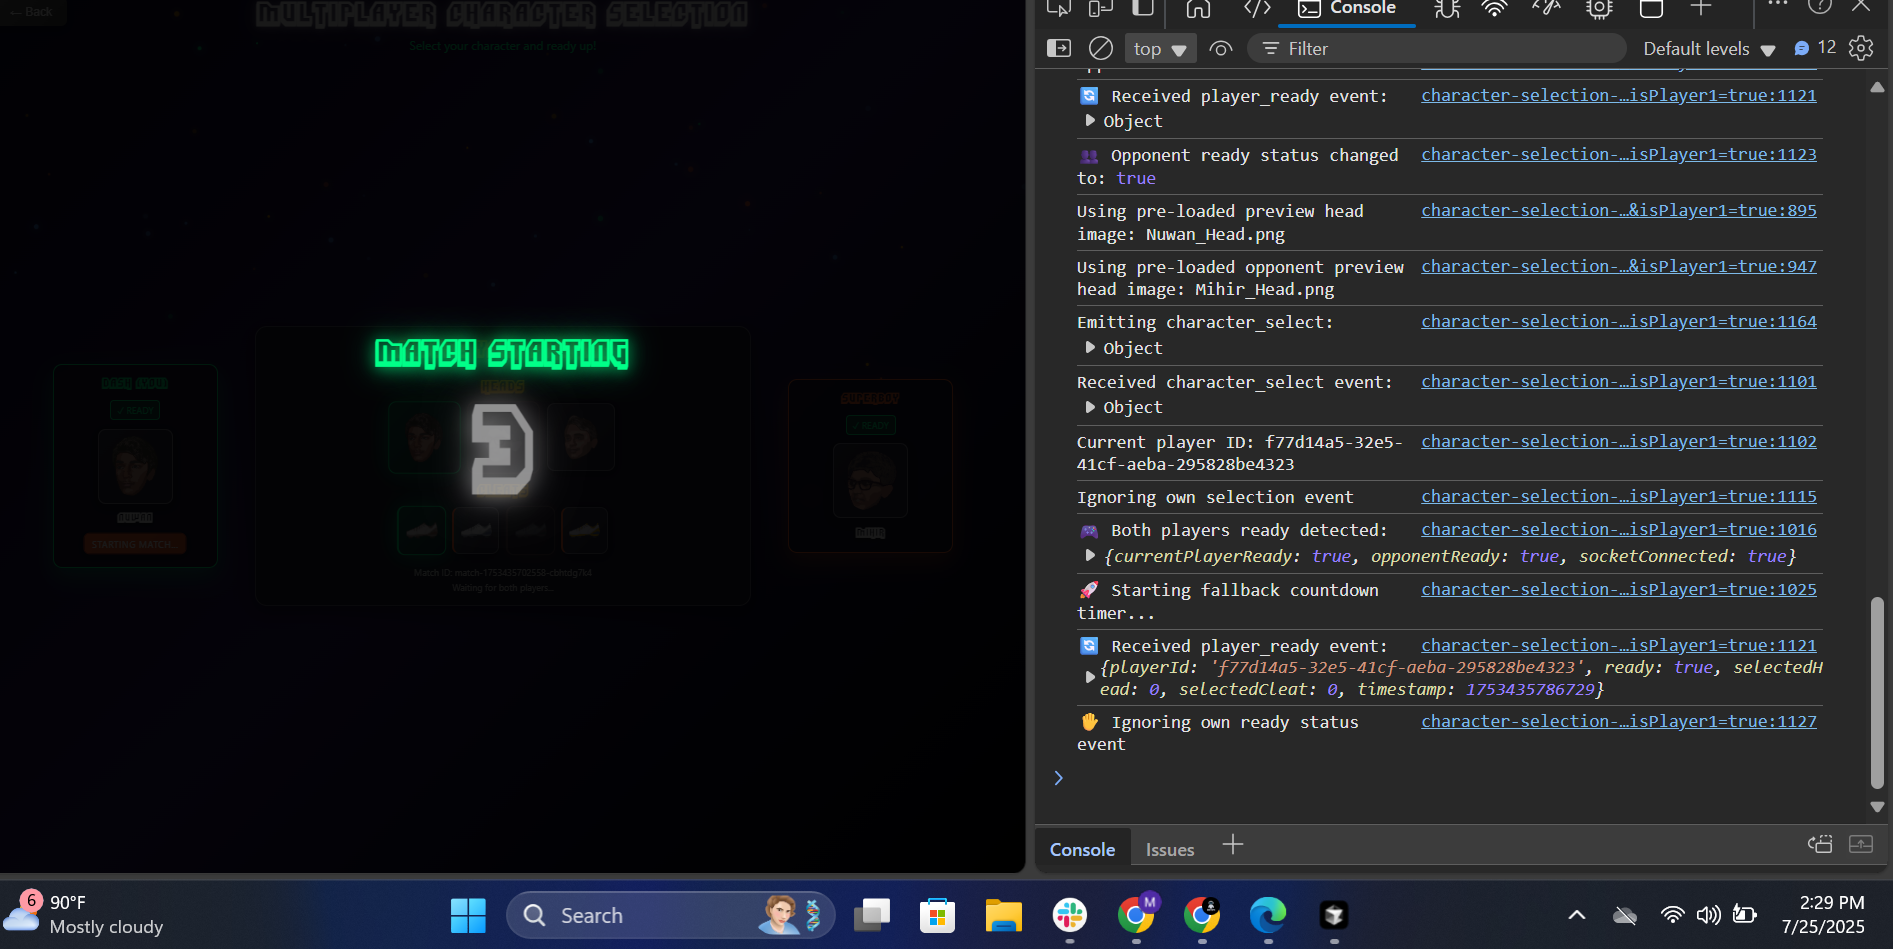 ← Back
MULTIPLAYER CHARACTER SELECTION
Select your character and ready up!
MATCH STARTING
HEADS
3
✓ READY
STARTING MATCH...
SUPERBOY
✓ READY
MIHIR
Waiting for both players...
Console
top
Filter
Default levels
12
Received player_ready event:
character-selection-…isPlayer1=true:1121
Object
Opponent ready status changed
character-selection-…isPlayer1=true:1123
to: true
Using pre-loaded preview head
character-selection-…&isPlayer1=true:895
image: Nuwan_Head.png
Using pre-loaded opponent preview
character-selection-…&isPlayer1=true:947
head image: Mihir_Head.png
Emitting character_select:
character-selection-…isPlayer1=true:1164
Object
Received character_select event:
character-selection-…isPlayer1=true:1101
Object
Current player ID: f77d14a5-32e5-
character-selection-…isPlayer1=true:1102
41cf-aeba-295828be4323
Ignoring own selection event
character-selection-…isPlayer1=true:1115
Both players ready detected:
character-selection-…isPlayer1=true:1016
{currentPlayerReady: true, opponentReady: true, socketConnected: true}
Starting fallback countdown
character-selection-…isPlayer1=true:1025
timer...
Received player_ready event:
character-selection-…isPlayer1=true:1121
{playerId: 'f77d14a5-32e5-41cf-aeba-295828be4323', ready: true, selectedH
ead: 0, selectedCleat: 0, timestamp: 1753435786729}
Ignoring own ready status
character-selection-…isPlayer1=true:1127
event
Console
Issues
6
90°F
Mostly cloudy
Search
M
2:29 PM
7/25/2025